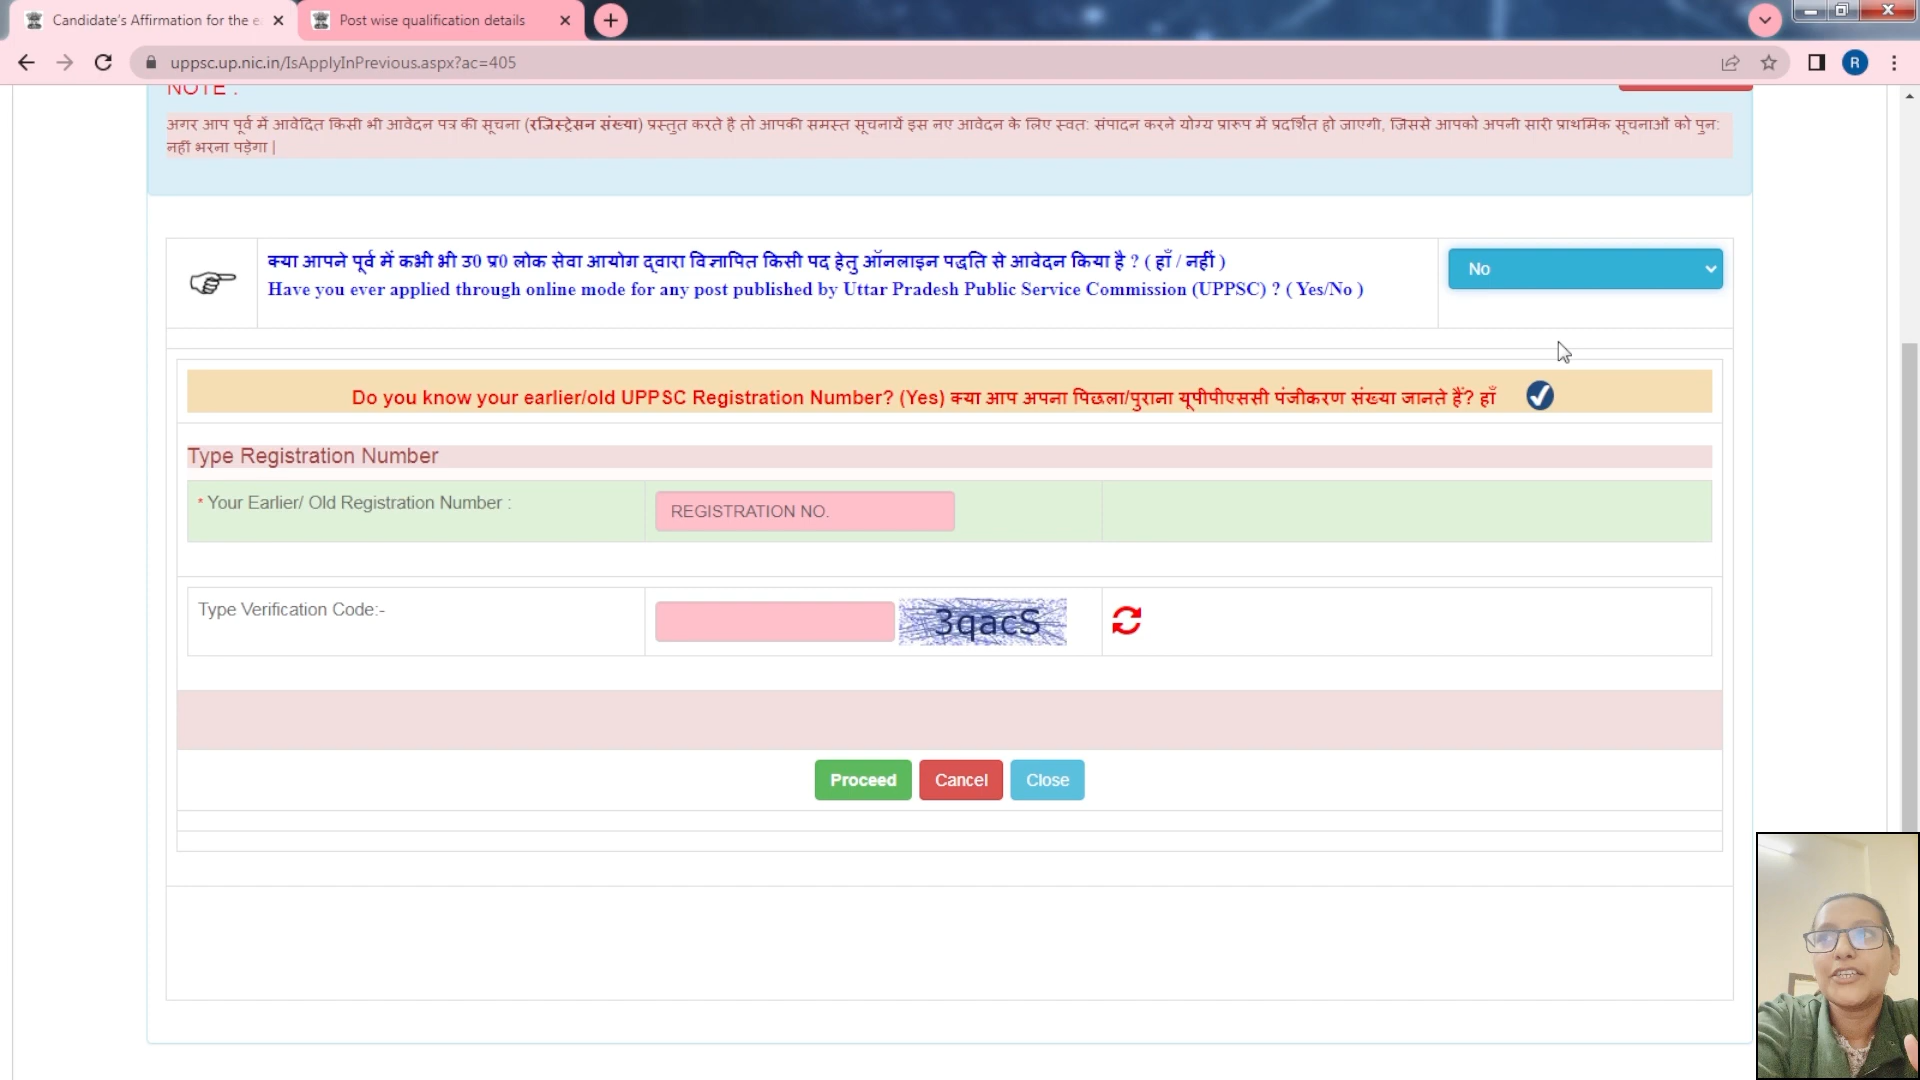 Candidate's Affirmation for the e
Post wise qualification details
uppsc.up.nic.in/IsApplyInPrevious.aspx?ac=405
R
NOTE :
अगर आप पूर्व में आवेदित किसी भी आवेदन पत्र की सूचना (रजिस्ट्रेसन संख्या) प्रस्तुत करते है तो आपकी समस्त सूचनायें इस नए आवेदन के लिए स्वत: संपादन करने योग्य प्रारूप में प्रदर्शित हो जाएगी, जिससे आपको अपनी सारी प्राथमिक सूचनाओं को पुन:
नहीं भरना पड़ेगा |
क्या आपने पूर्व में कभी भी उ0 प्र0 लोक सेवा आयोग द्वारा विज्ञापित किसी पद हेतु ऑनलाइन पद्धति से आवेदन किया है ? ( हाँ / नहीं )
No
Have you ever applied through online mode for any post published by Uttar Pradesh Public Service Commission (UPPSC) ? ( Yes/No )
Do you know your earlier/old UPPSC Registration Number? (Yes) क्या आप अपना पिछला/पुराना यूपीपीएससी पंजीकरण संख्या जानते हैं? हाँ
Type Registration Number
* Your Earlier/ Old Registration Number :
REGISTRATION NO.
Type Verification Code:-
3qacS
Proceed
Cancel
Close